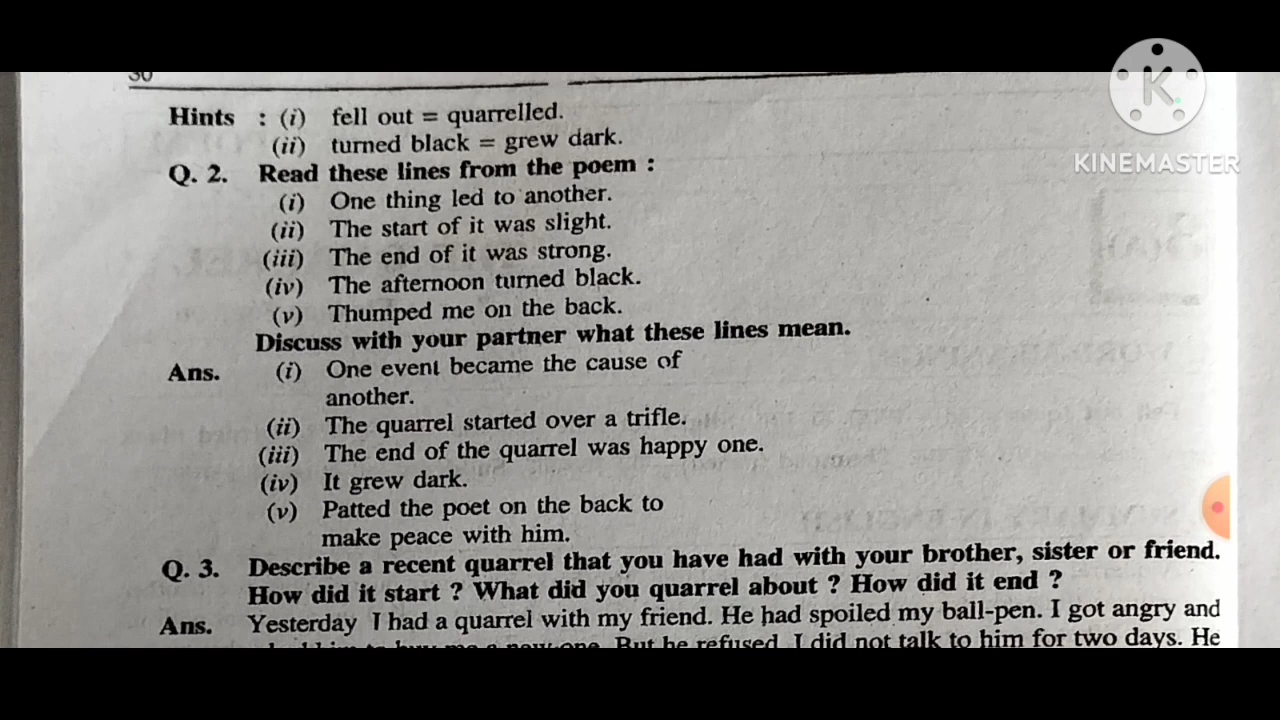 30
Hints : (i) fell out = quarrelled.
(ii) turned black = grew dark.
KINEMASTER
Q. 2. Read these lines from the poem :
(i) One thing led to another.
(ii) The start of it was slight.
(iii) The end of it was strong.
(iv) The afternoon turned black.
(v) Thumped me on the back.
Discuss with your partner what these lines mean.
Ans. (i) One event became the cause of
another.
(ii) The quarrel started over a trifle.
(iii) The end of the quarrel was happy one.
(iv) It grew dark.
(v) Patted the poet on the back to
make peace with him.
Q. 3. Describe a recent quarrel that you have had with your brother, sister or friend.
How did it start ? What did you quarrel about ? How did it end ?
Ans. Yesterday I had a quarrel with my friend. He had spoiled my ball-pen. I got angry and
him to buy me a new one. But he refused. I did not talk to him for two days. He